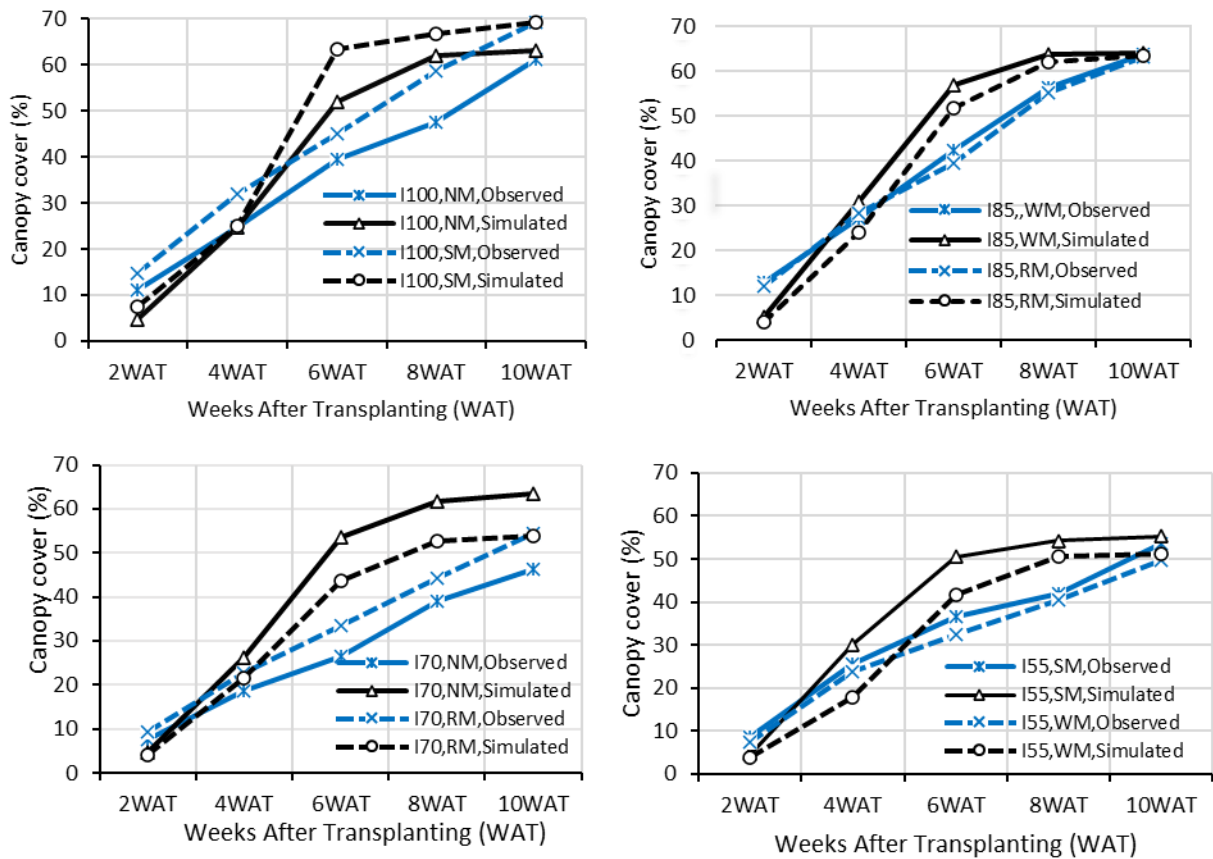 Canopy cover (%)
70
60
50
40
30
20
10
0
I100,NM,Observed
I100,NM,Simulated
I100,SM,Observed
I100,SM,Simulated
2WAT 4WAT 6WAT 8WAT 10WAT
Weeks After Transplanting (WAT)
Canopy cover (%)
70
60
50
40
30
20
10
0
I85,,WM,Observed
I85,WM,Simulated
I85,RM,Observed
I85,RM,Simulated
2WAT 4WAT 6WAT 8WAT 10WAT
Weeks After Transplanting (WAT)
Canopy cover (%)
70
60
50
40
30
20
10
0
I70,NM,Observed
I70,NM,Simulated
I70,RM,Observed
I70,RM,Simulated
2WAT 4WAT 6WAT 8WAT 10WAT
Weeks After Transplanting (WAT)
Canopy cover (%)
70
60
50
40
30
20
10
0
I55,SM,Observed
I55,SM,Simulated
I55,WM,Observed
I55,WM,Simulated
2WAT 4WAT 6WAT 8WAT 10WAT
Weeks After Transplanting (WAT)